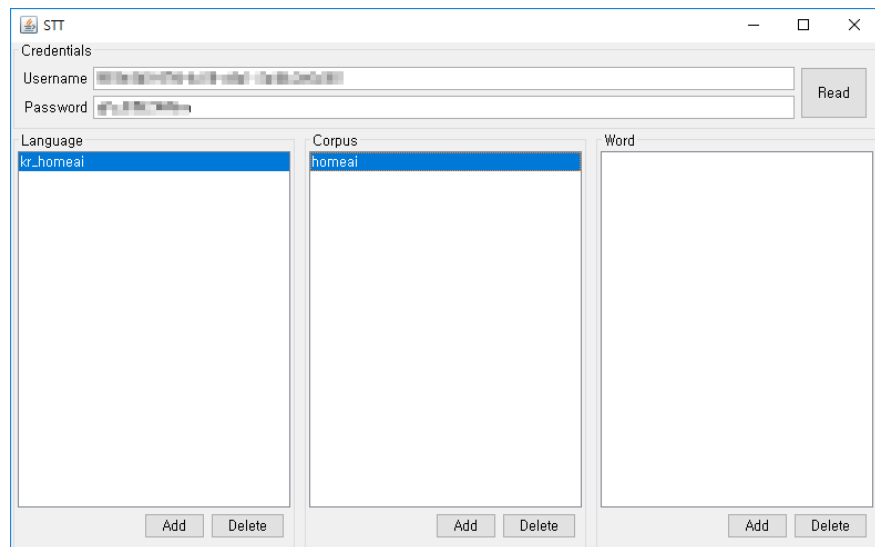 STT
Credentials
Username
Password
Read
Language
Corpus
Word
kr_homeai
homeai
Add Delete
Add Delete
Add Delete